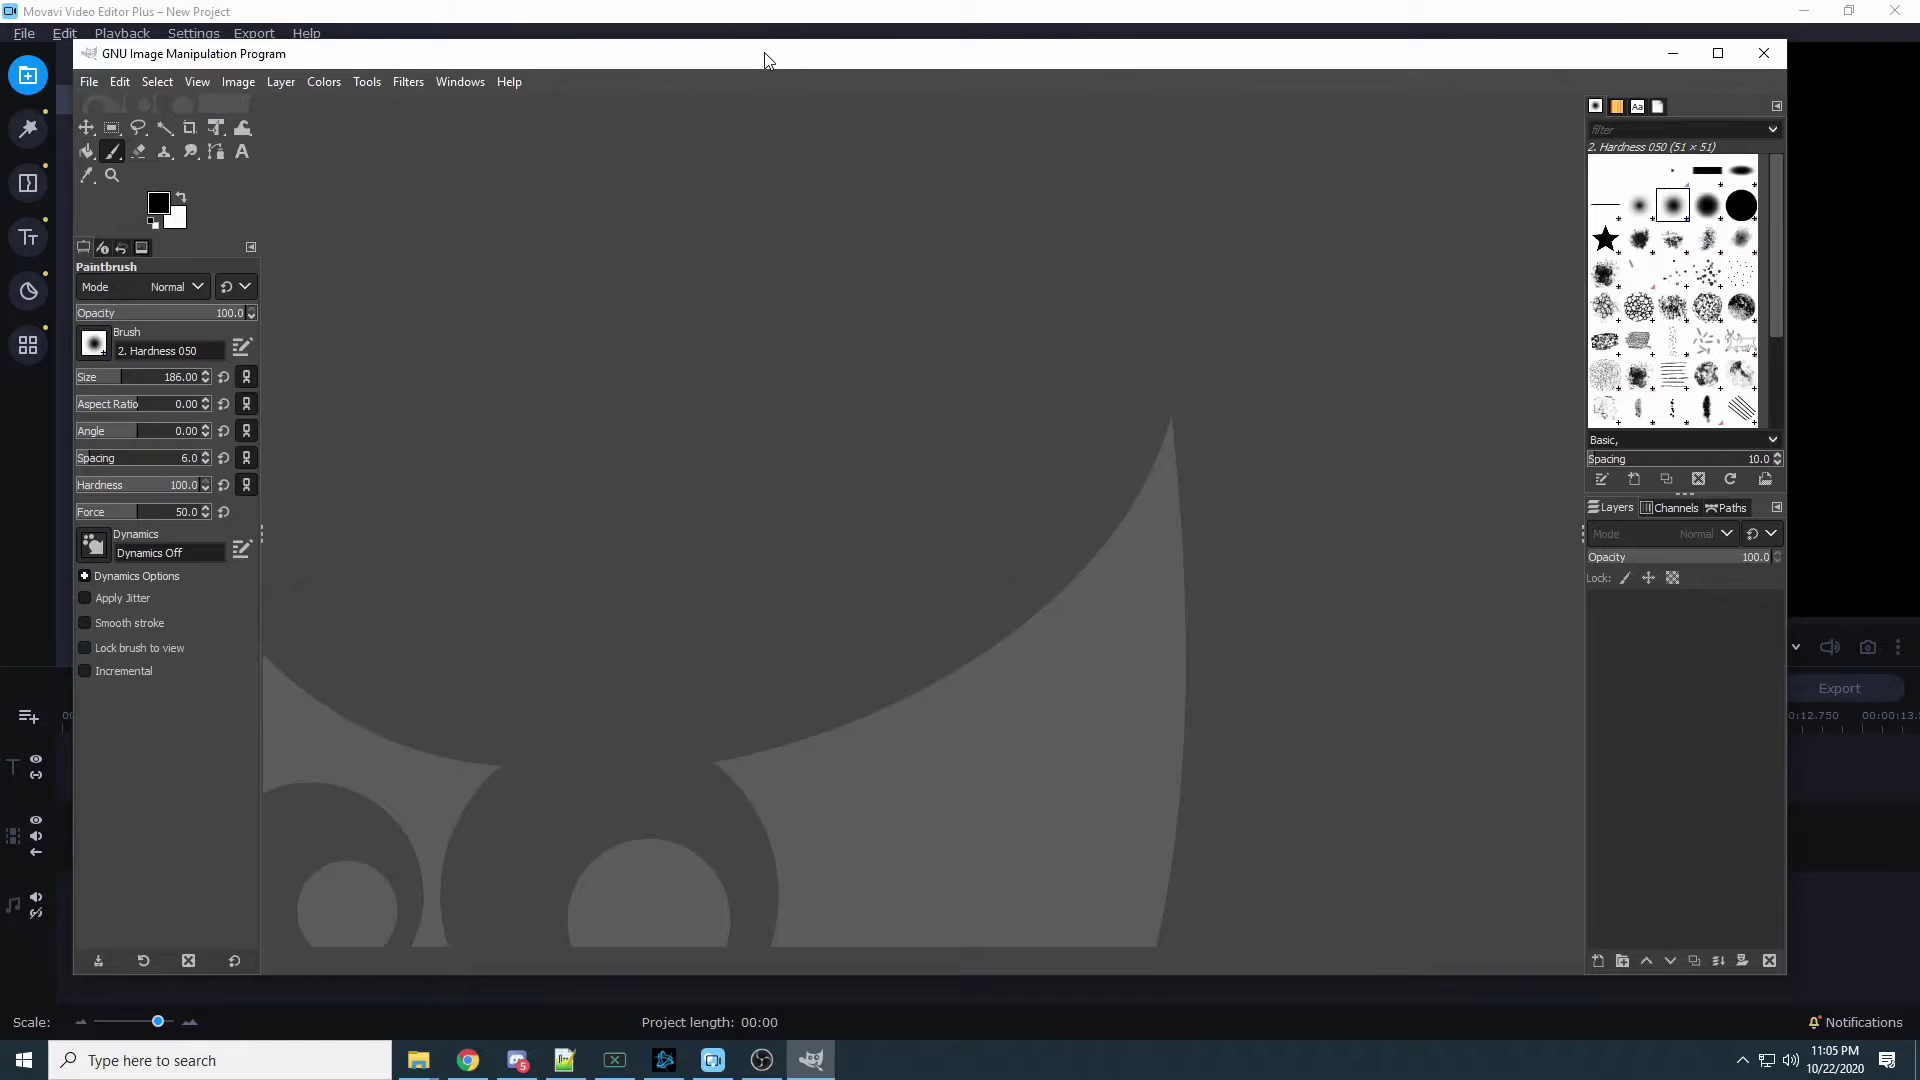 Movavi Video Editor Plus – New Project
File Edit Playback Settings Export Help
GNU Image Manipulation Program
File Edit Select View Image Layer Colors Tools Filters Windows Help
Paintbrush
Mode Normal
Opacity 100.0
Brush
2. Hardness 050
Size 186.00
Aspect Ratio 0.00
Angle 0.00
Spacing 6.0
Hardness 100.0
Force 50.0
Dynamics
Dynamics Off
Dynamics Options
Apply Jitter
Smooth stroke
Lock brush to view
Incremental
filter
2. Hardness 050 (51 × 51)
Basic,
Spacing 10.0
Layers Channels Paths
Mode Normal
Opacity 100.0
Lock:
Export
:12.750 00:00:13.5
Scale:
Project length: 00:00
Notifications
Type here to search
5
11:05 PM
10/22/2020